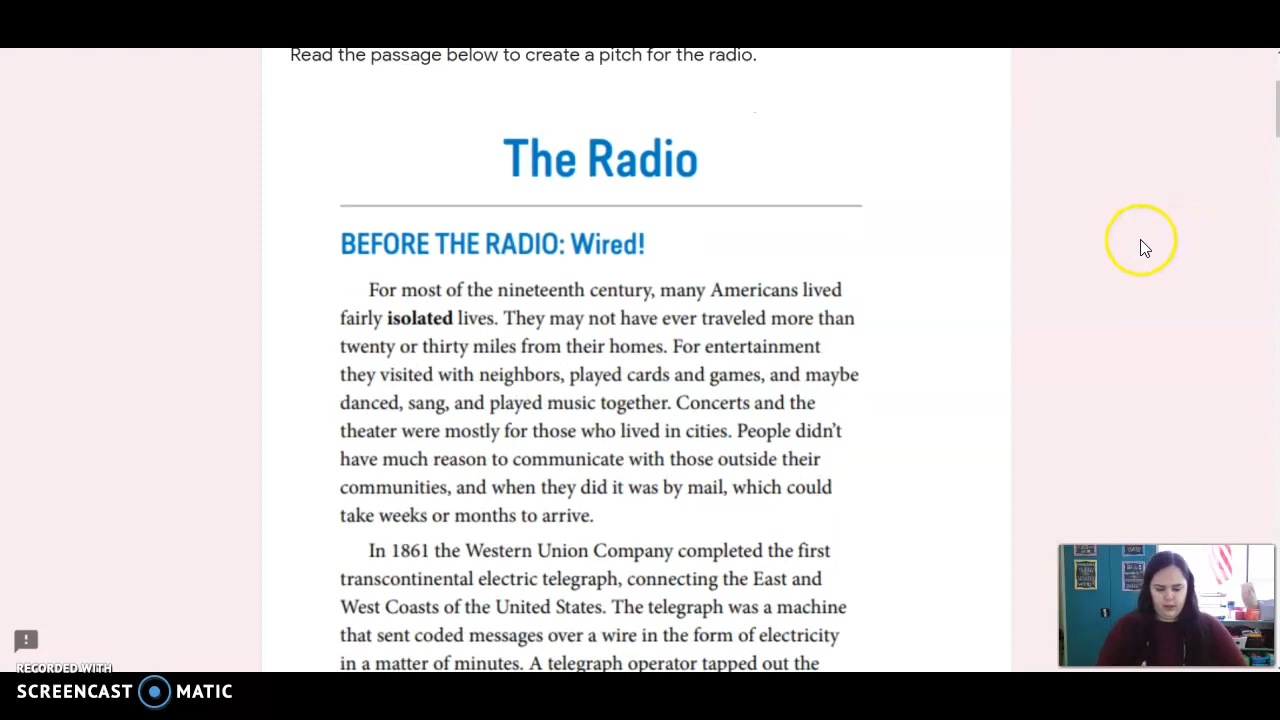 Read the passage below to create a pitch for the radio.
The Radio
BEFORE THE RADIO: Wired!
For most of the nineteenth century, many Americans lived
fairly isolated lives. They may not have ever traveled more than
twenty or thirty miles from their homes. For entertainment
they visited with neighbors, played cards and games, and maybe
danced, sang, and played music together. Concerts and the
theater were mostly for those who lived in cities. People didn't
have much reason to communicate with those outside their
communities, and when they did it was by mail, which could
take weeks or months to arrive.
In 1861 the Western Union Company completed the first
transcontinental electric telegraph, connecting the East and
West Coasts of the United States. The telegraph was a machine
that sent coded messages over a wire in the form of electricity
in a matter of minutes. A telegraph operator tapped out the
RECORDED WITH
SCREENCAST MATIC